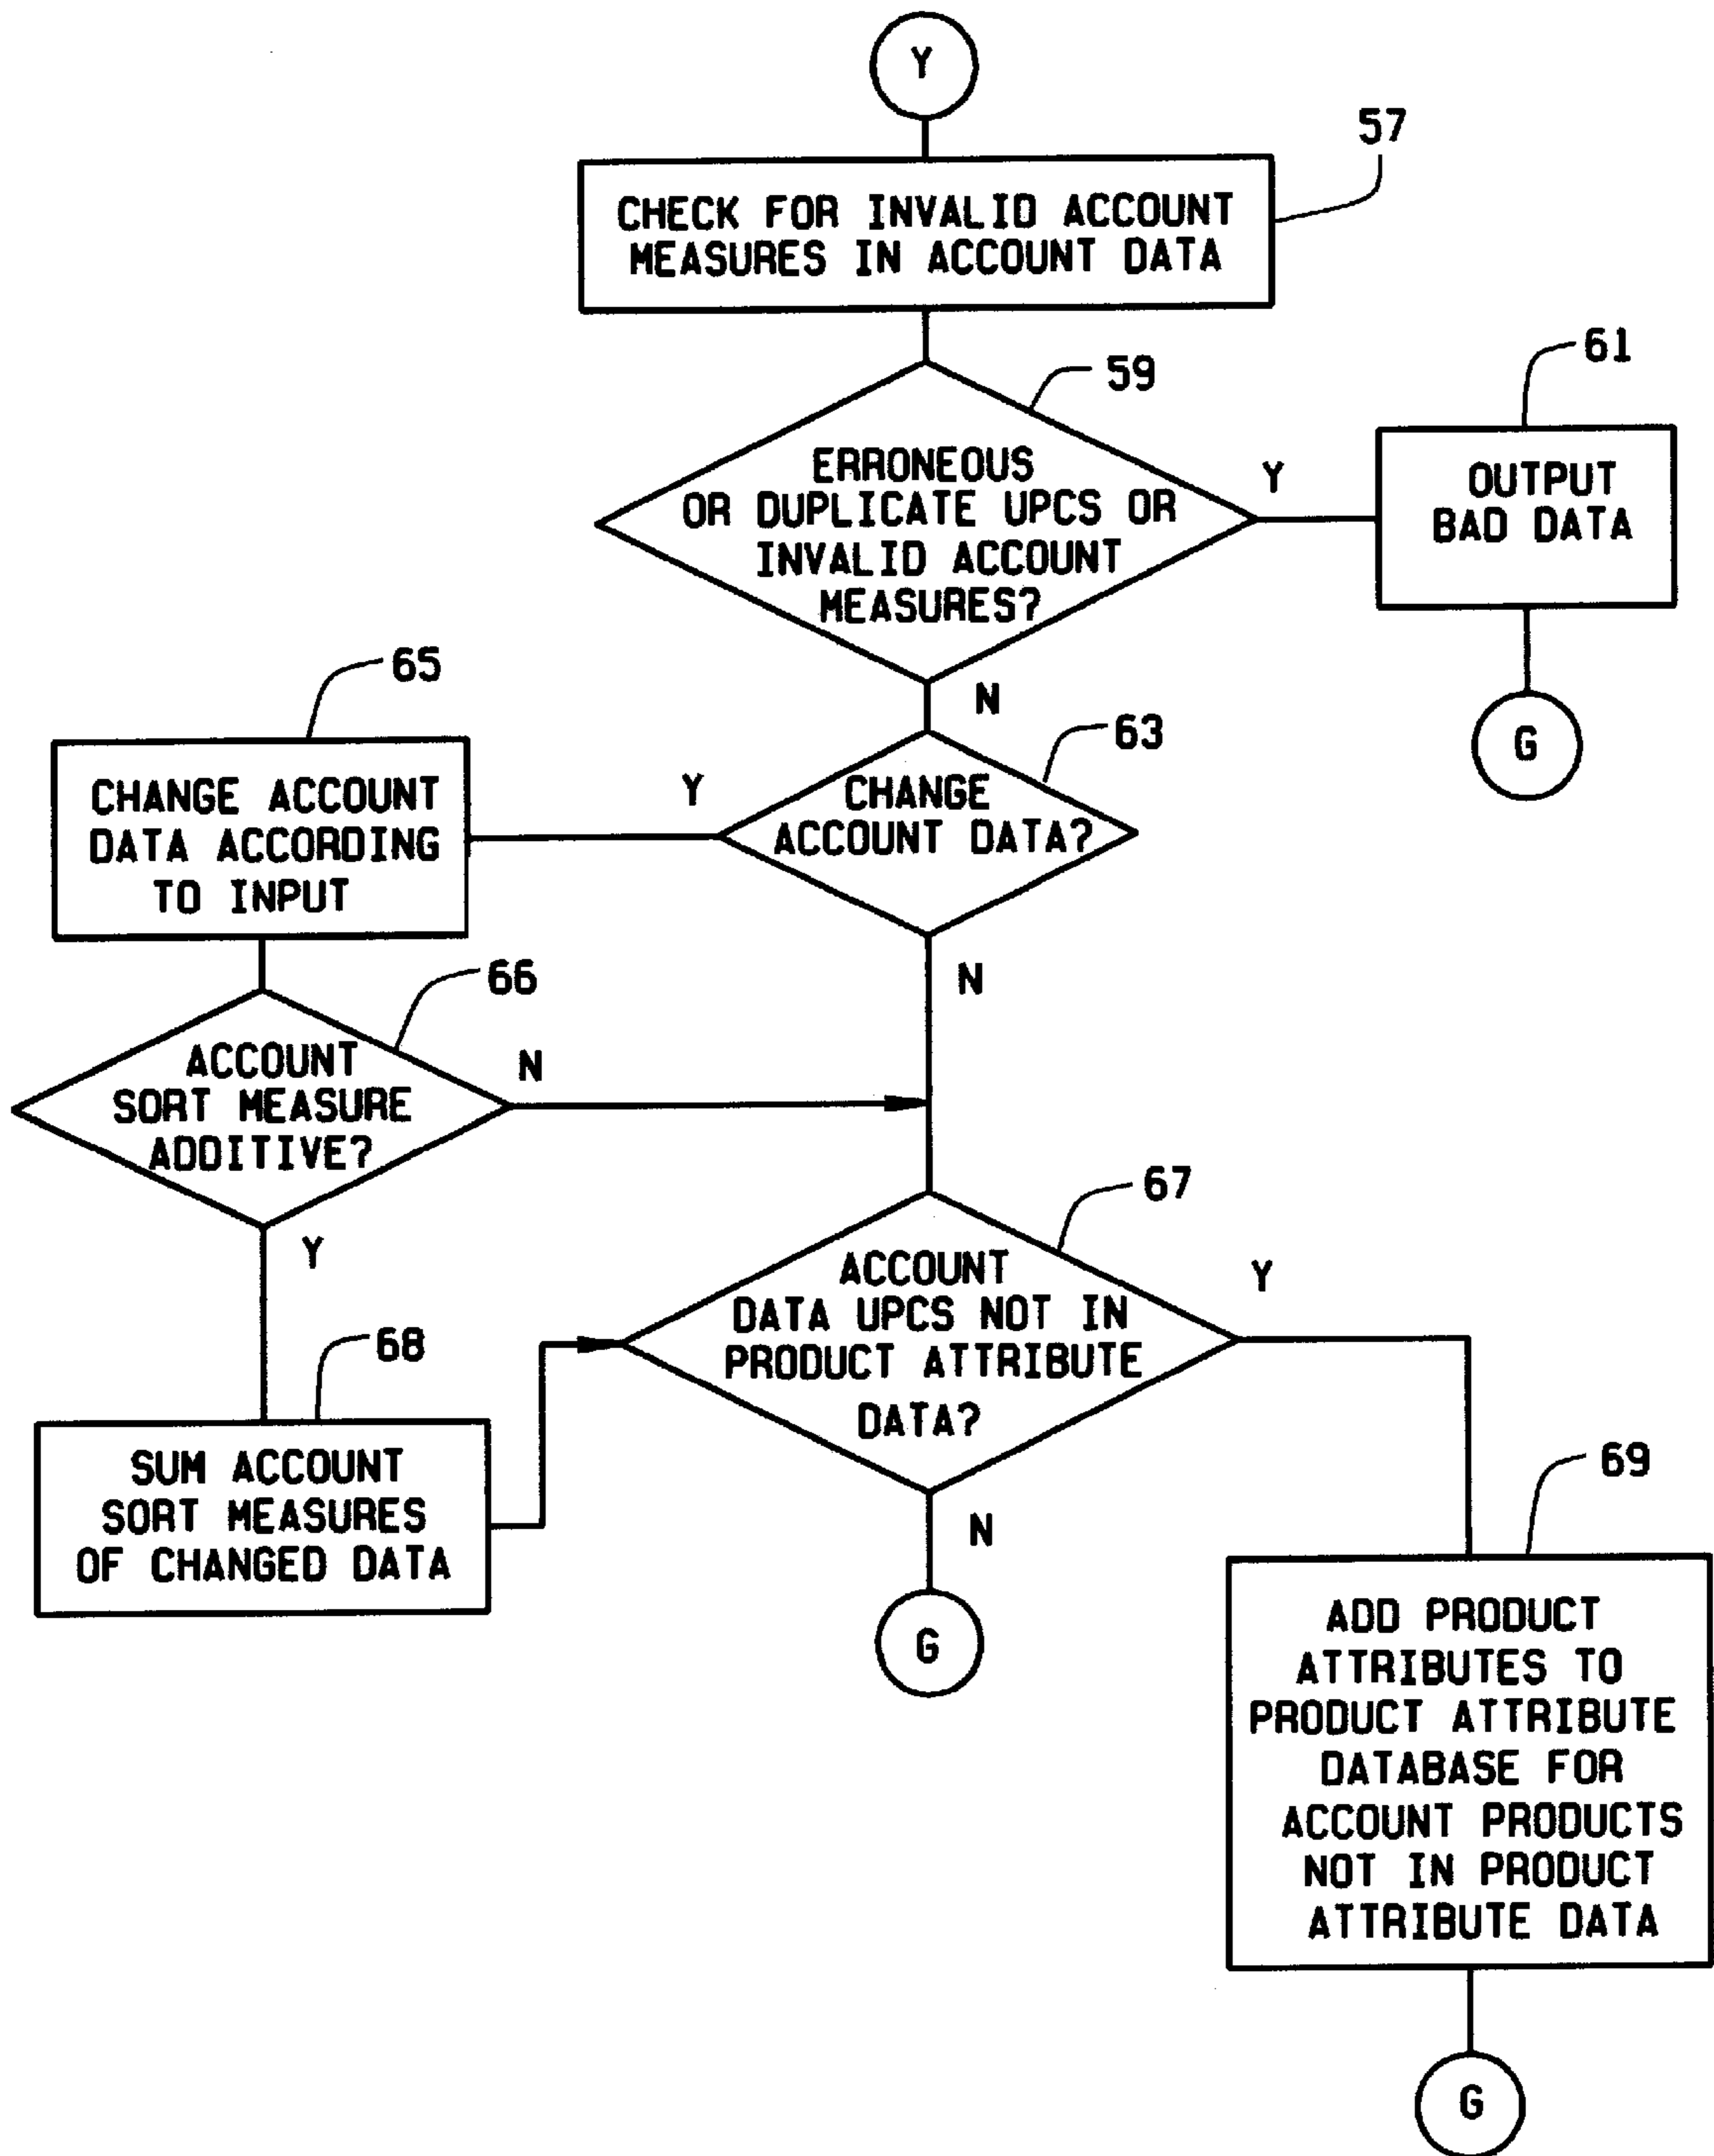 Y
57
CHECK FOR INVALID ACCOUNT
MEASURES IN ACCOUNT DATA
59
61
ERRONEOUS
OR DUPLICATE UPCS OR
INVALID ACCOUNT
MEASURES?
Y
OUTPUT
BAD DATA
N
G
65
63
CHANGE ACCOUNT
DATA ACCORDING
TO INPUT
Y
CHANGE
ACCOUNT DATA?
N
66
ACCOUNT
SORT MEASURE
ADDITIVE?
N
Y
67
ACCOUNT
DATA UPCS NOT IN
PRODUCT ATTRIBUTE
DATA?
Y
N
68
SUM ACCOUNT
SORT MEASURES
OF CHANGED DATA
G
69
ADD PRODUCT
ATTRIBUTES TO
PRODUCT ATTRIBUTE
DATABASE FOR
ACCOUNT PRODUCTS
NOT IN PRODUCT
ATTRIBUTE DATA
G